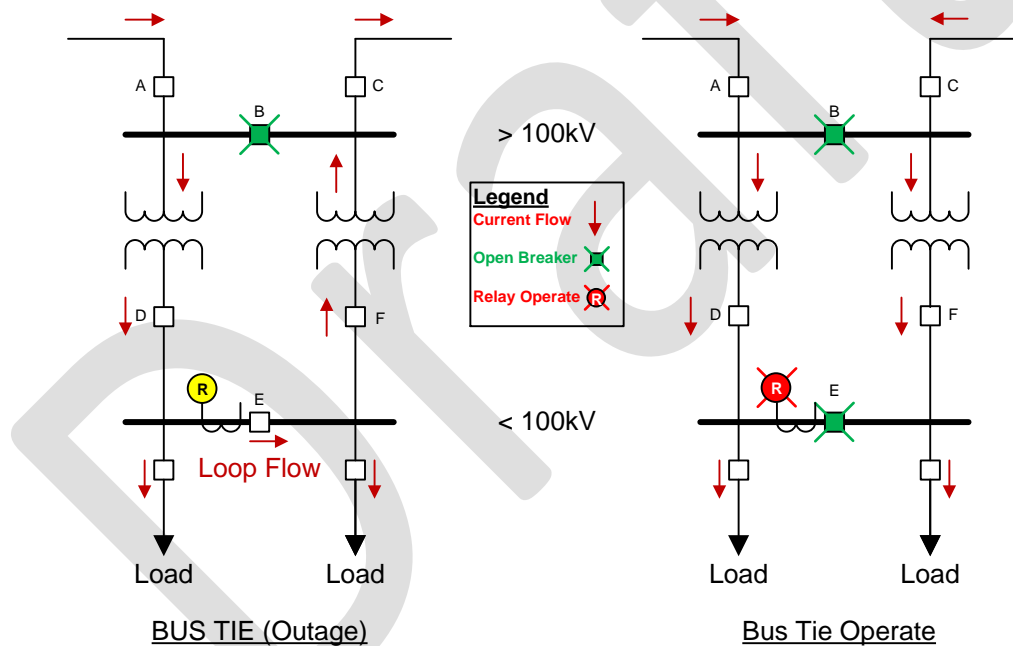 A
B
C
D
R
E
F
Loop Flow
Load
Load
BUS TIE (Outage)
> 100kV
Legend
Current Flow
Open Breaker
Relay Operate
R
< 100kV
A
B
C
D
R
E
F
Load
Load
Bus Tie Operate
Draft